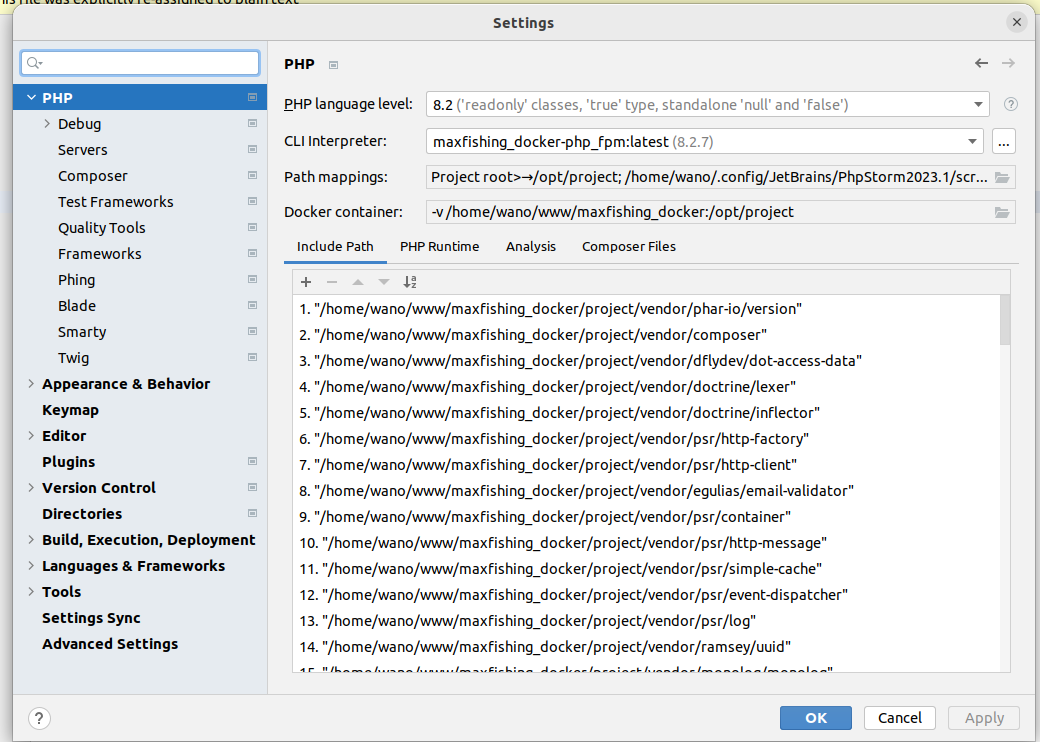 his file was explicitly re-assigned to plain text
Settings
PHP
Debug
Servers
Composer
Test Frameworks
Quality Tools
Frameworks
Phing
Blade
Smarty
Twig
Appearance & Behavior
Keymap
Editor
Plugins
Version Control
Directories
Build, Execution, Deployment
Languages & Frameworks
Tools
Settings Sync
Advanced Settings
PHP
PHP language level: 8.2 ('readonly' classes, 'true' type, standalone 'null' and 'false') ?
CLI Interpreter: maxfishing_docker-php_fpm:latest (8.2.7) ...
Path mappings: Project root>→/opt/project; /home/wano/.config/JetBrains/PhpStorm2023.1/scr...
Docker container: -v /home/wano/www/maxfishing_docker:/opt/project
Include Path PHP Runtime Analysis Composer Files
1. "/home/wano/www/maxfishing_docker/project/vendor/phar-io/version"
2. "/home/wano/www/maxfishing_docker/project/vendor/composer"
3. "/home/wano/www/maxfishing_docker/project/vendor/dflydev/dot-access-data"
4. "/home/wano/www/maxfishing_docker/project/vendor/doctrine/lexer"
5. "/home/wano/www/maxfishing_docker/project/vendor/doctrine/inflector"
6. "/home/wano/www/maxfishing_docker/project/vendor/psr/http-factory"
7. "/home/wano/www/maxfishing_docker/project/vendor/psr/http-client"
8. "/home/wano/www/maxfishing_docker/project/vendor/egulias/email-validator"
9. "/home/wano/www/maxfishing_docker/project/vendor/psr/container"
10. "/home/wano/www/maxfishing_docker/project/vendor/psr/http-message"
11. "/home/wano/www/maxfishing_docker/project/vendor/psr/simple-cache"
12. "/home/wano/www/maxfishing_docker/project/vendor/psr/event-dispatcher"
13. "/home/wano/www/maxfishing_docker/project/vendor/psr/log"
14. "/home/wano/www/maxfishing_docker/project/vendor/ramsey/uuid"
15. "/home/wano/www/maxfishing_docker/project/vendor/monolog/monolog"
? OK Cancel Apply